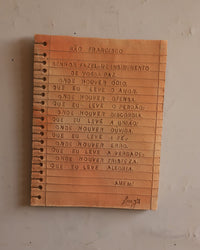 SÃO FRANCISCO
SENHOR FAZEI-ME UM INSTRUMENTO
DE VOSSA PAZ
ONDE HOUVER ODIO,
QUE EU LEVE O AMOR.
ONDE HOUVER OFENSA,
QUE EU LEVE O PERDÃO.
ONDE HOUVER DISCORDIA
QUE EU LEVE A UNIÃO.
ONDE HOUVER DUVIDA,
QUE EU LEVE A FÉ.
ONDE HOUVER ERRO,
QUE EU LEVE A VERDADE.
ONDE HOUVER TRISTEZA,
QUE EU LEVE ALEGRIA.
AMEM!